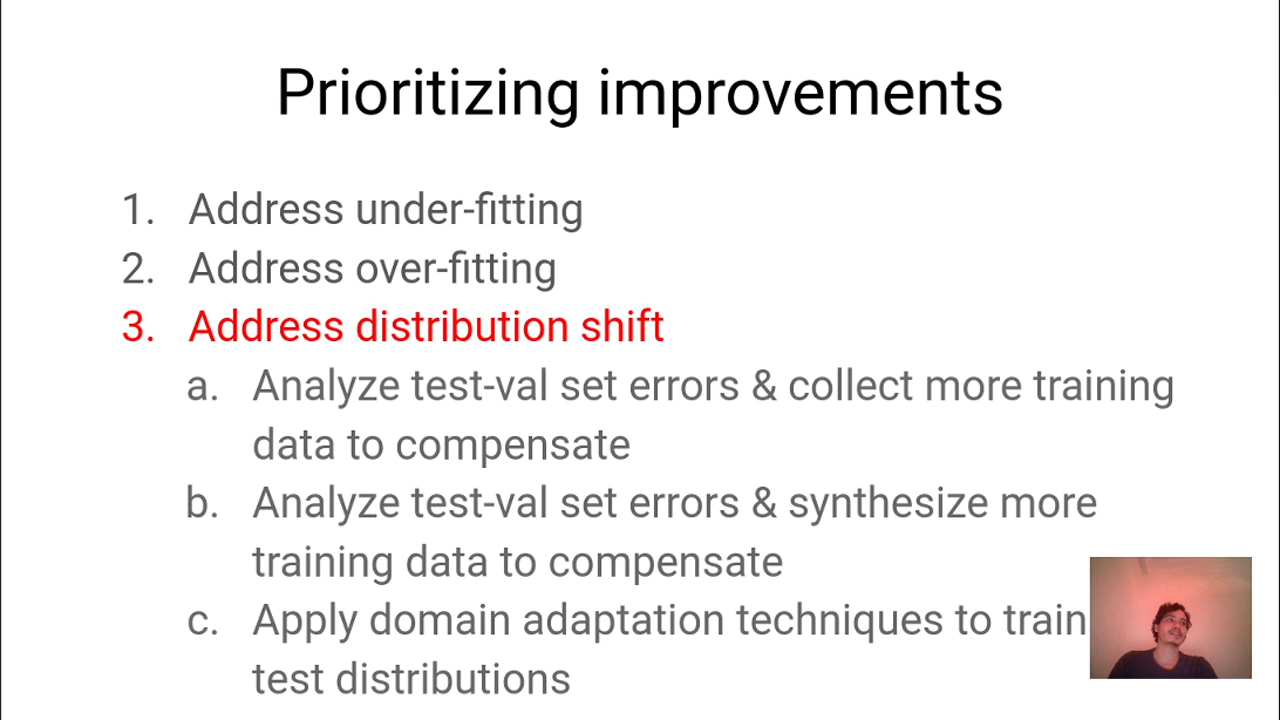 Prioritizing improvements
1. Address under-fitting
2. Address over-fitting
3. Address distribution shift
a. Analyze test-val set errors & collect more training
data to compensate
b. Analyze test-val set errors & synthesize more
training data to compensate
c. Apply domain adaptation techniques to train
test distributions